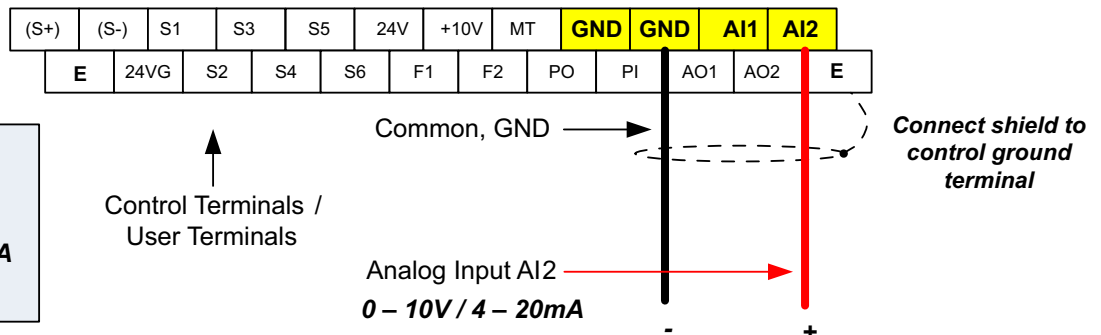 (S+) (S-) S1 S3 S5 24V +10V MT GND GND AI1 AI2
E 24VG S2 S4 S6 F1 F2 PO PI AO1 AO2 E
Common, GND
Connect shield to
control ground
terminal
Control Terminals /
User Terminals
A
Analog Input AI2
0 – 10V / 4 – 20mA
- +